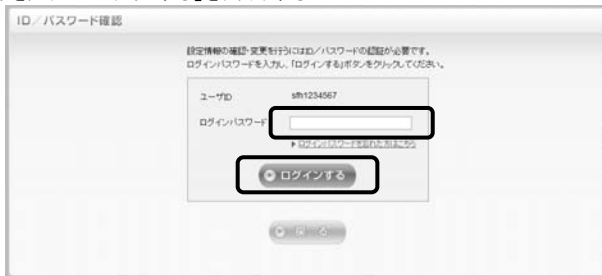 ID／パスワード確認
設定情報の確認・変更を行うにはID／パスワードの認証が必要です。
ログインパスワードを入力し、「ログインする」ボタンをクリックしてください。
ユーザID sfh1234567
ログインパスワード
ログインパスワードを忘れた方はこちら
ログインする
戻る